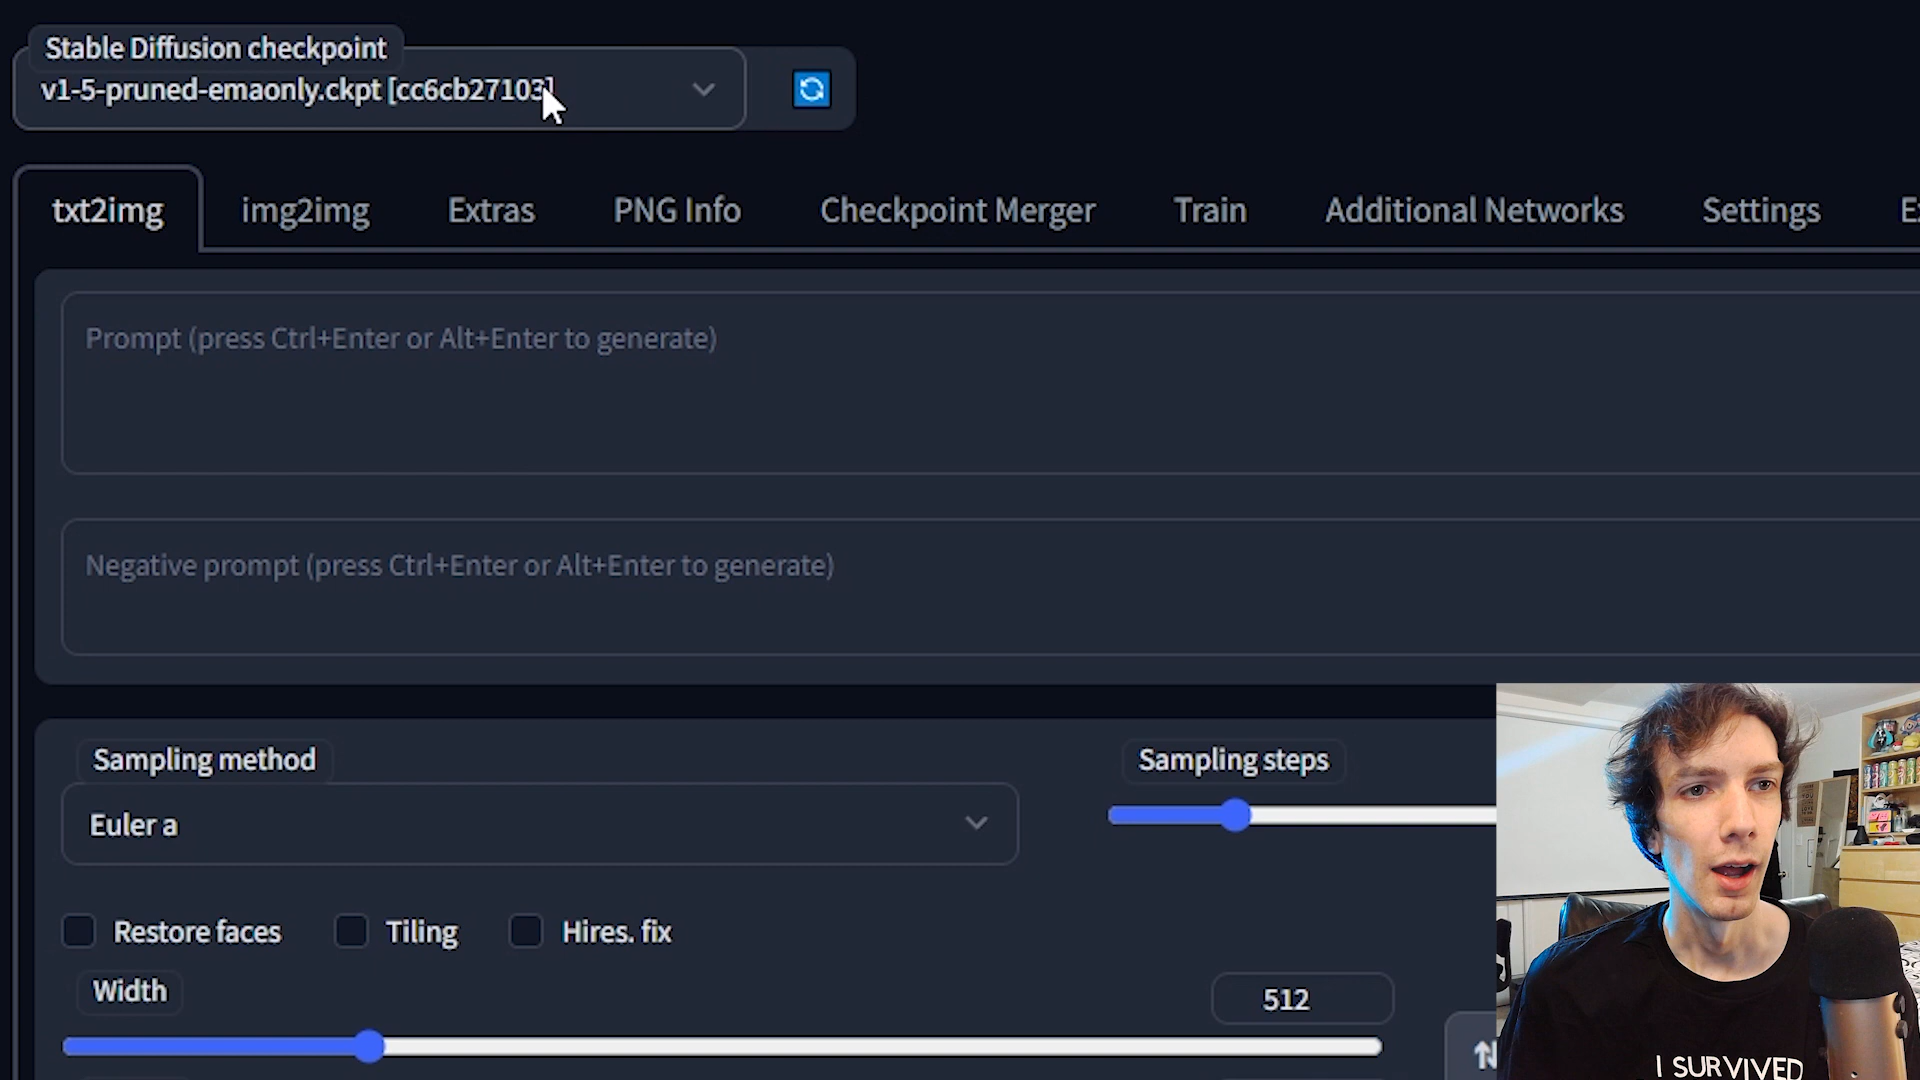 Stable Diffusion checkpoint
v1-5-pruned-emaonly.ckpt [cc6cb27103]
txt2img img2img Extras PNG Info Checkpoint Merger Train Additional Networks Settings
Prompt (press Ctrl+Enter or Alt+Enter to generate)
Negative prompt (press Ctrl+Enter or Alt+Enter to generate)
Sampling method Sampling steps
Euler a
Restore faces Tiling Hires. fix
Width
512
I SURVIVED